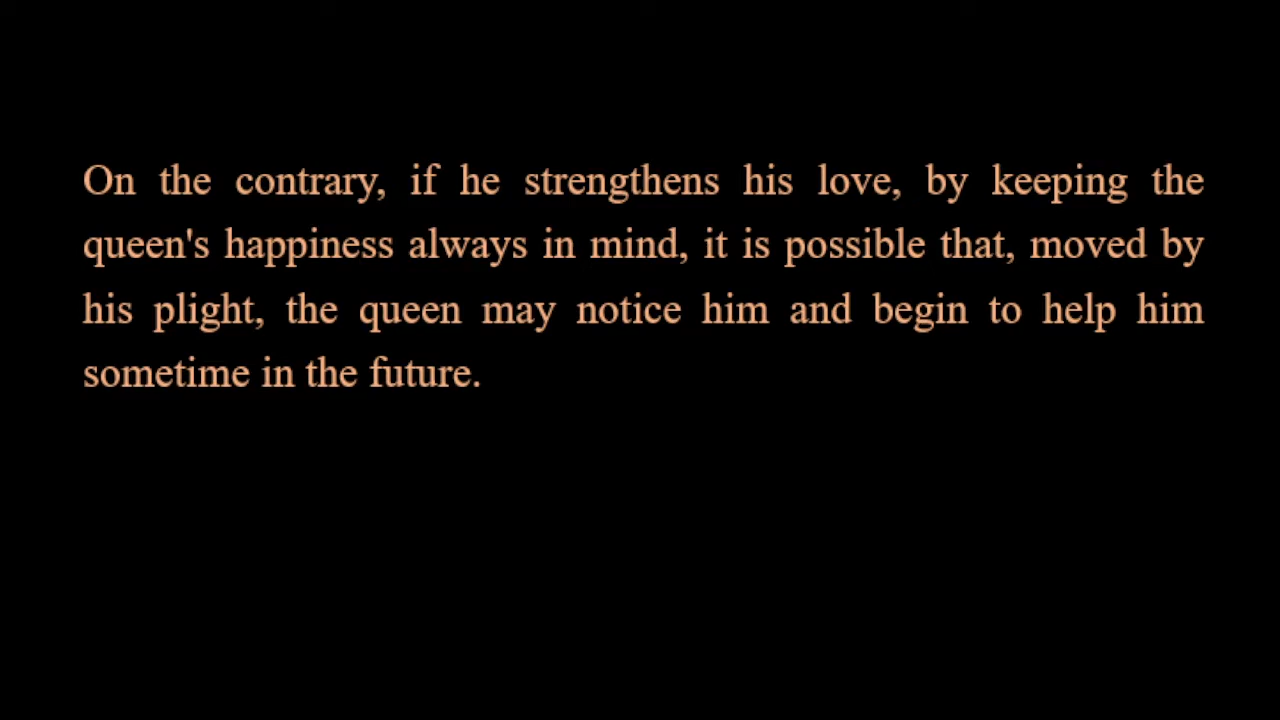 On the contrary, if he strengthens his love, by keeping the
queen's happiness always in mind, it is possible that, moved by
his plight, the queen may notice him and begin to help him
sometime in the future.